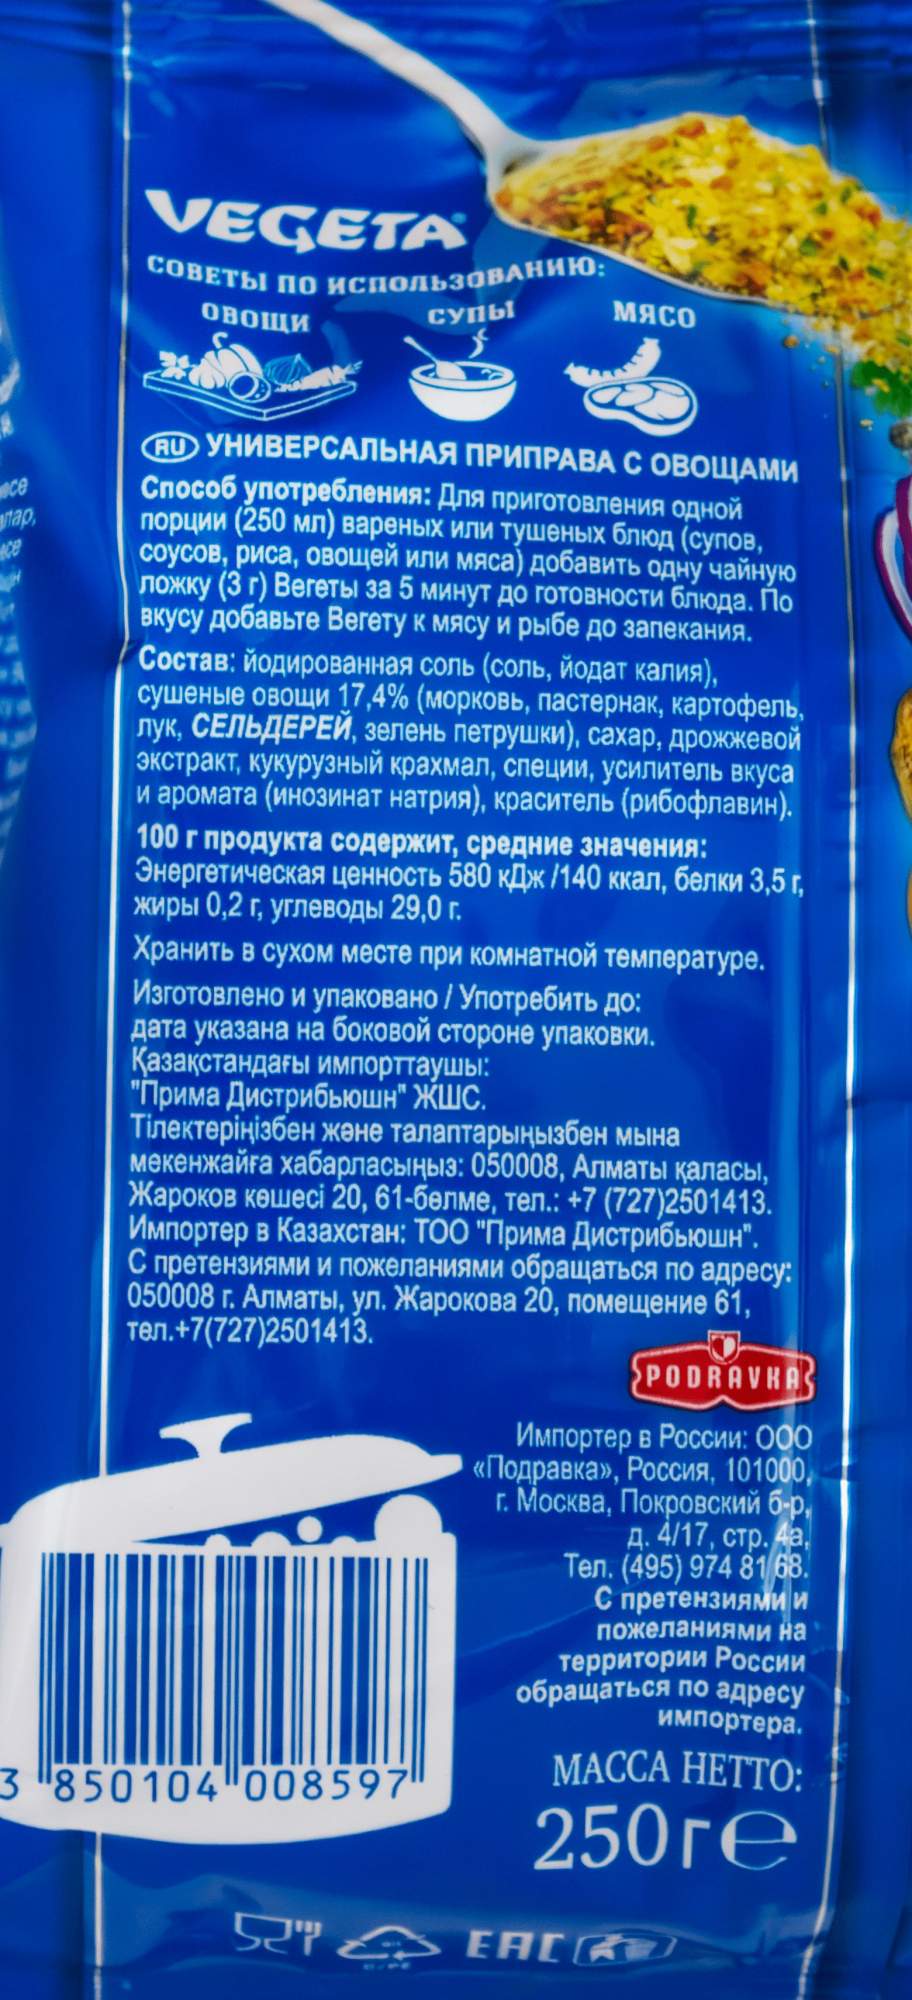 VEGETA
СОВЕТЫ ПО ИСПОЛЬЗОВАНИЮ:
ОВОЩИ СУПЫ МЯСО
RU УНИВЕРСАЛЬНАЯ ПРИПРАВА С ОВОЩАМИ
Способ употребления: Для приготовления одной
порции (250 мл) вареных или тушеных блюд (супов,
соусов, риса, овощей или мяса) добавить одну чайную
ложку (3 г) Вегеты за 5 минут до готовности блюда. По
вкусу добавьте Вегету к мясу и рыбе до запекания.
Состав: йодированная соль (соль, йодат калия),
сушеные овощи 17,4% (морковь, пастернак, картофель,
лук, СЕЛЬДЕРЕЙ, зелень петрушки), сахар, дрожжевой
экстракт, кукурузный крахмал, специи, усилитель вкуса
и аромата (инозинат натрия), краситель (рибофлавин).
100 г продукта содержит, средние значения:
Энергетическая ценность 580 кДж /140 ккал, белки 3,5 г,
жиры 0,2 г, углеводы 29,0 г.
Хранить в сухом месте при комнатной температуре.
Изготовлено и упаковано / Употребить до:
дата указана на боковой стороне упаковки.
Қазақстандағы импорттаушы:
"Прима Дистрибьюшн" ЖШС.
Тілектеріңізбен және талаптарыңызбен мына
мекенжайға хабарласыңыз: 050008, Алматы қаласы,
Жароков көшесі 20, 61-бөлме, тел.: +7 (727)2501413.
Импортер в Казахстан: ТОО "Прима Дистрибьюшн".
С претензиями и пожеланиями обращаться по адресу:
050008 г. Алматы, ул. Жарокова 20, помещение 61,
тел.+7(727)2501413.
PODRAVKA
Импортер в России: ООО
«Подравка», Россия, 101000,
г. Москва, Покровский б-р,
д. 4/17, стр. 4а,
Тел. (495) 974 81 68.
С претензиями и
пожеланиями на
территории России
обращаться по адресу
импортера.
3 850104 008597
МАССА НЕТТО:
250 г e
EAC